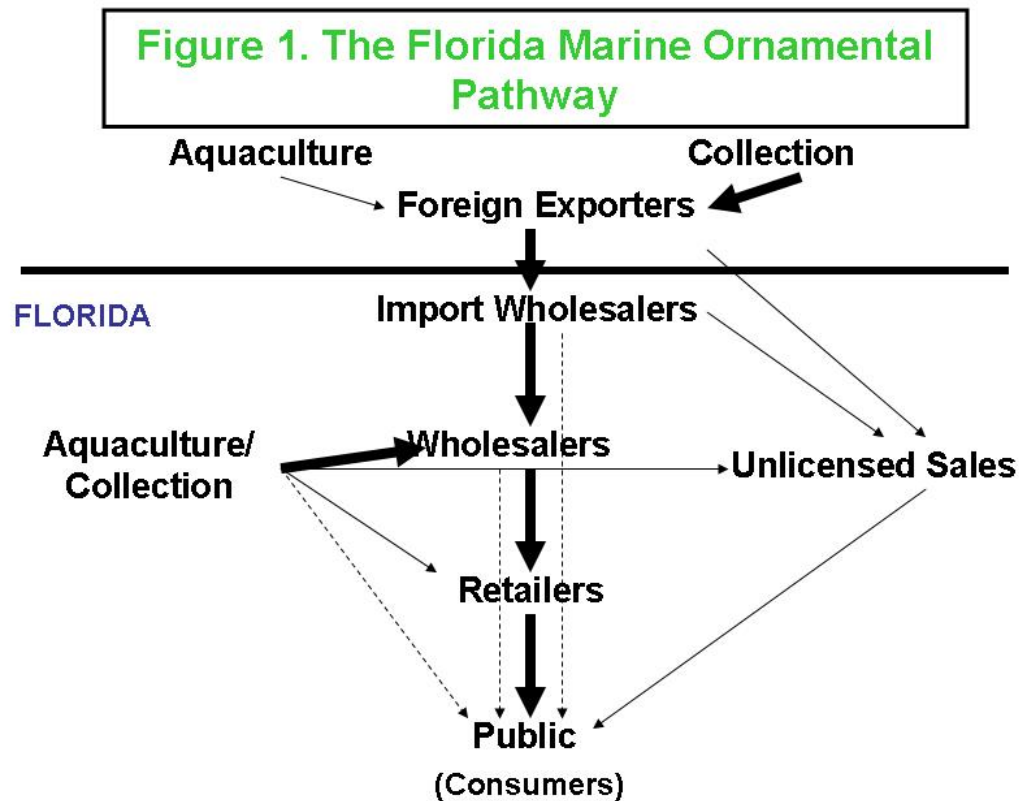 Figure 1. The Florida Marine Ornamental
Pathway
Aquaculture
Collection
Foreign Exporters
FLORIDA
Import Wholesalers
Aquaculture/
Collection
Wholesalers
Unlicensed Sales
Retailers
Public
(Consumers)